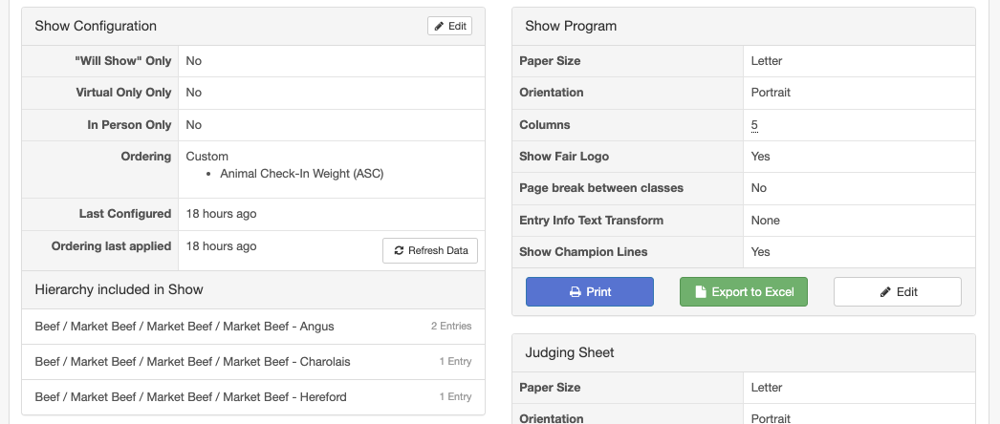 Show Configuration
Edit
"Will Show" Only No
Virtual Only Only No
In Person Only No
Ordering Custom
• Animal Check-In Weight (ASC)
Last Configured 18 hours ago
Ordering last applied 18 hours ago Refresh Data
Hierarchy included in Show
Beef / Market Beef / Market Beef / Market Beef - Angus 2 Entries
Beef / Market Beef / Market Beef / Market Beef - Charolais 1 Entry
Beef / Market Beef / Market Beef / Market Beef - Hereford 1 Entry
Show Program
Paper Size Letter
Orientation Portrait
Columns 5
Show Fair Logo Yes
Page break between classes No
Entry Info Text Transform None
Show Champion Lines Yes
Print Export to Excel Edit
Judging Sheet
Paper Size Letter
Orientation Portrait